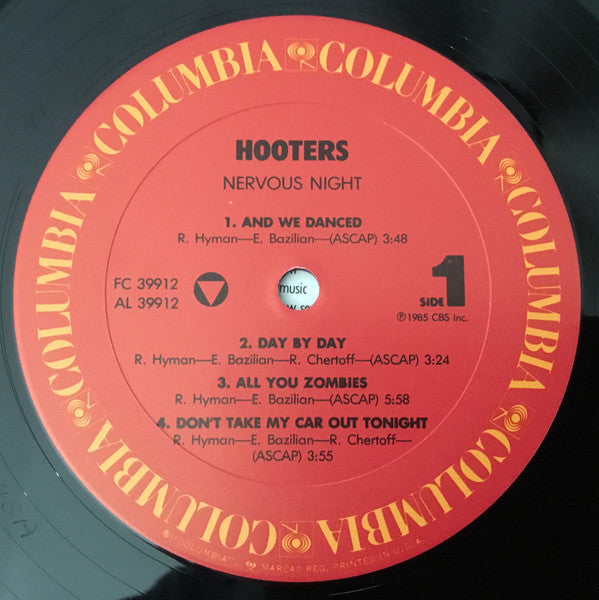 COLUMBIA COLUMBIA COLUMBIA COLUMBIA COLUMBIA COLUMBIA
HOOTERS
NERVOUS NIGHT
1. AND WE DANCED
R. Hyman—E. Bazilian—(ASCAP) 3:48
FC 39912
AL 39912
music
SIDE 1
℗1985 CBS Inc.
2. DAY BY DAY
R. Hyman—E. Bazilian—R. Chertoff—(ASCAP) 3:24
3. ALL YOU ZOMBIES
R. Hyman—E. Bazilian—(ASCAP) 5:58
4. DON'T TAKE MY CAR OUT TONIGHT
R. Hyman—E. Bazilian—R. Chertoff—
(ASCAP) 3:55
"COLUMBIA", MARCAS REG. PRINTED IN U.S.A.